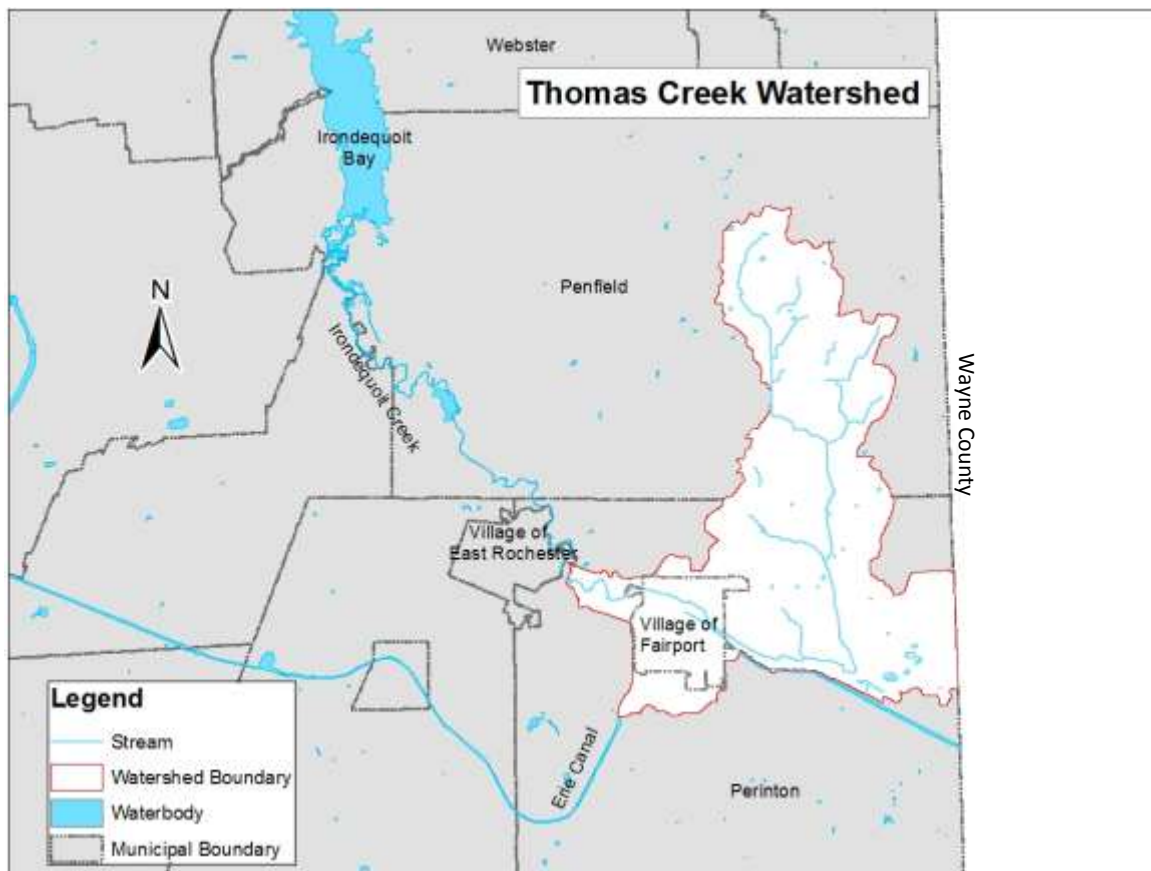 Webster
Thomas Creek Watershed
Irondequoit
Bay
N
Penfield
Irondequoit Creek
Wayne County
Village of
East Rochester
Village of
Fairport
Erie Canal
Perinton
Legend
Stream
Watershed Boundary
Waterbody
Municipal Boundary